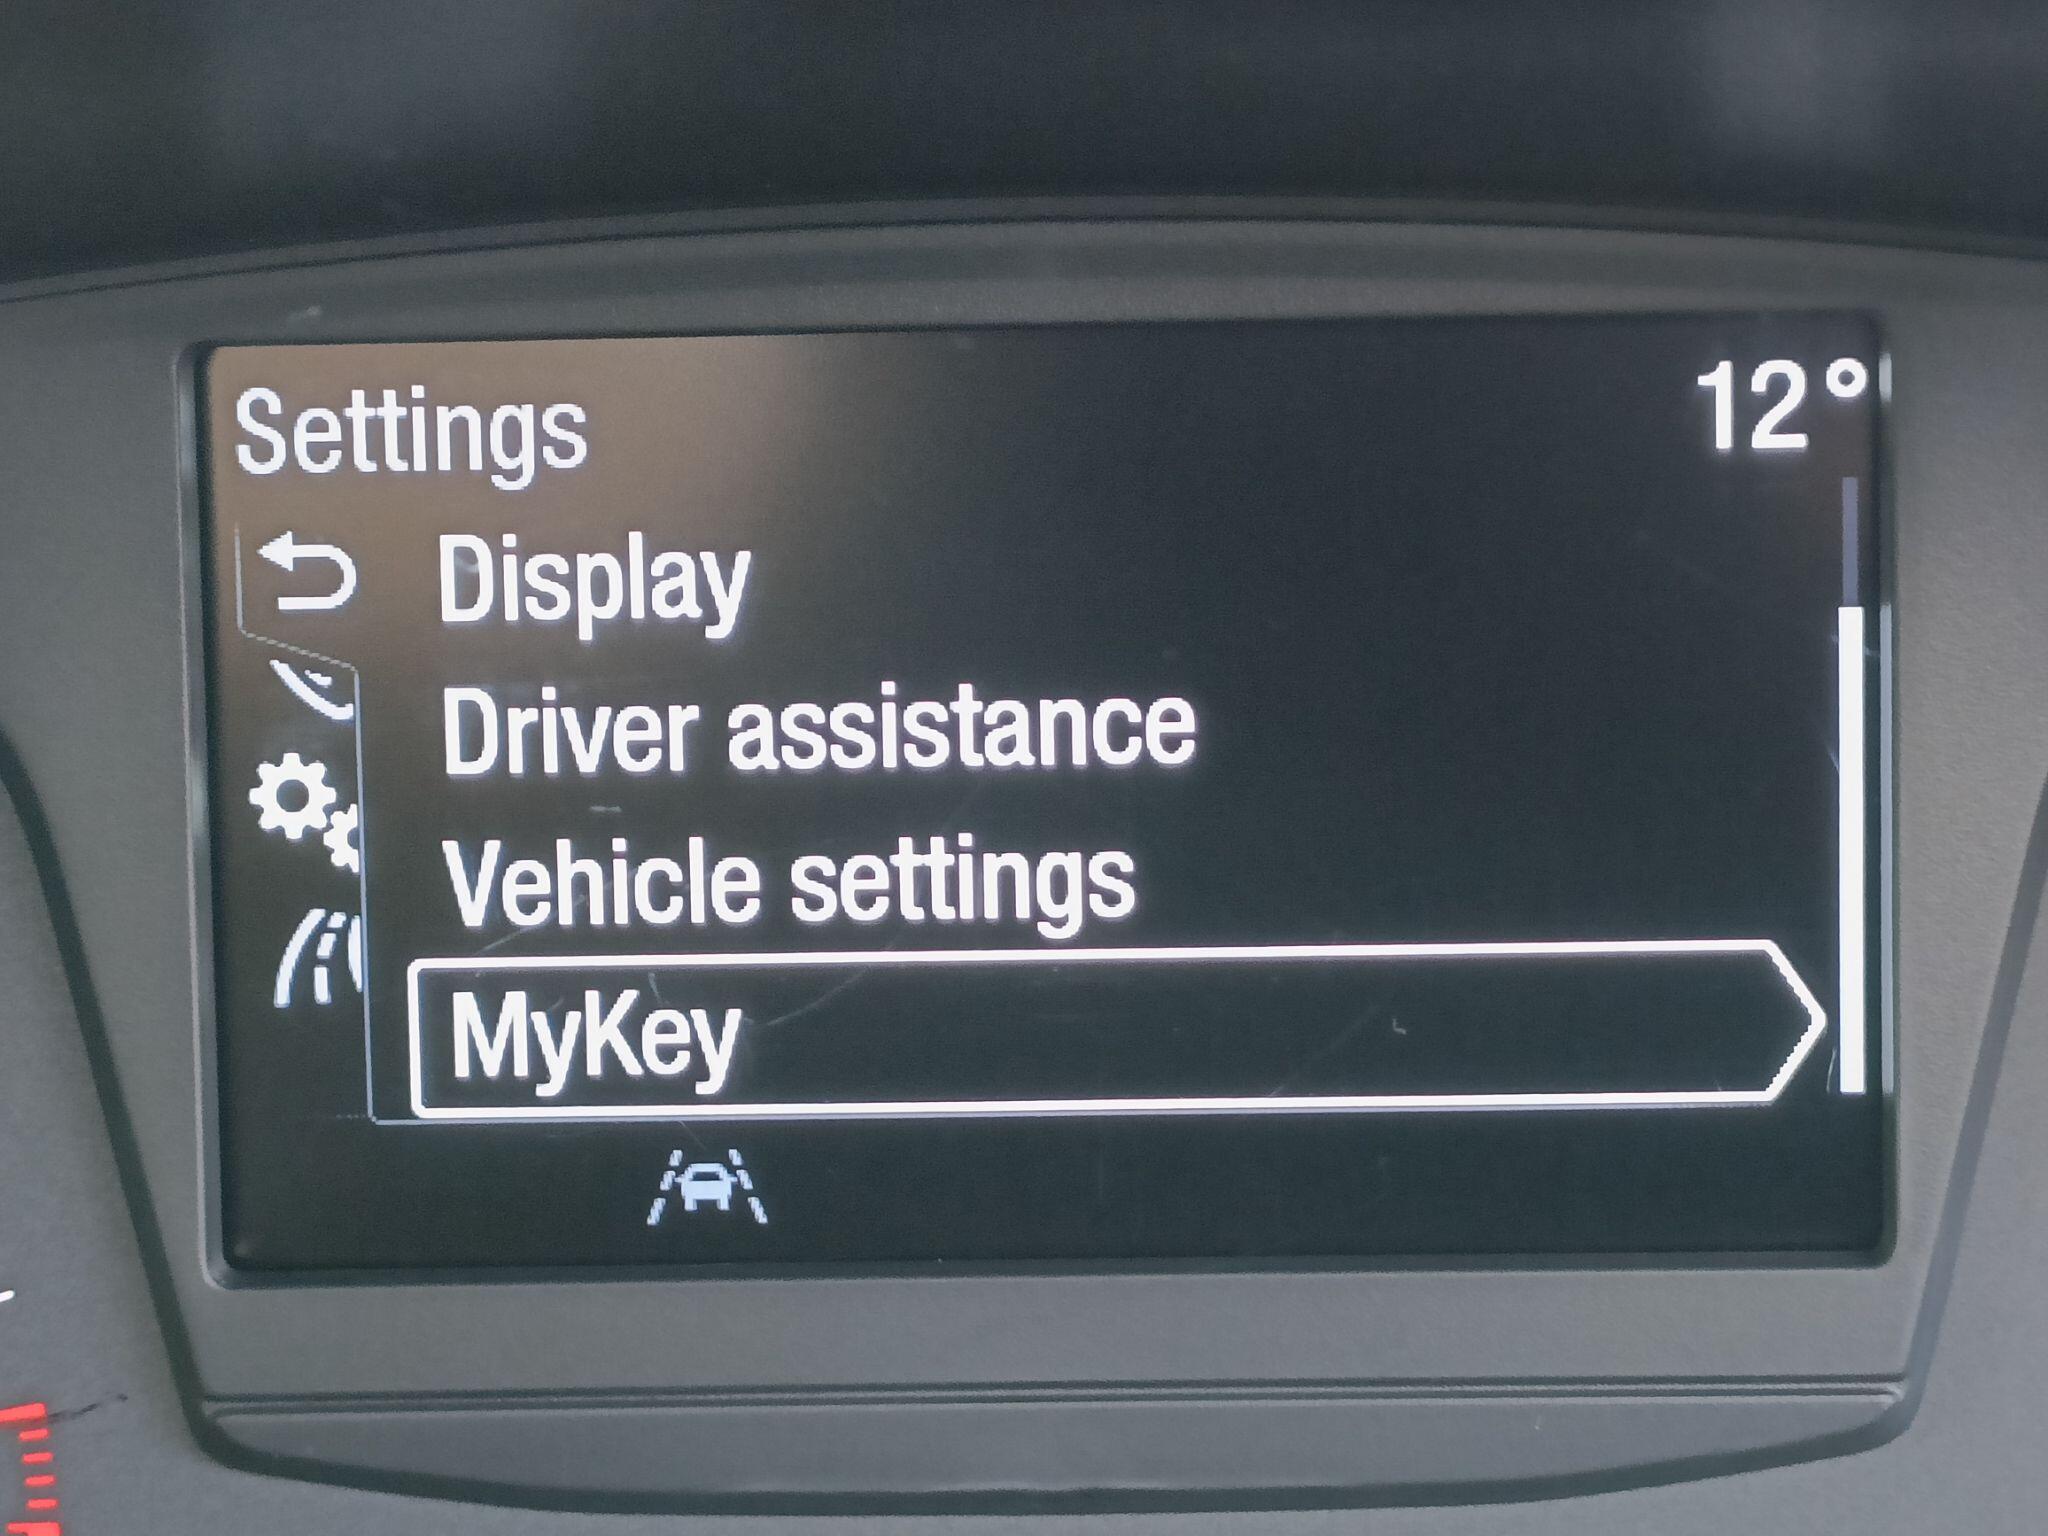 Settings
12°
Display
Driver assistance
Vehicle settings
MyKey